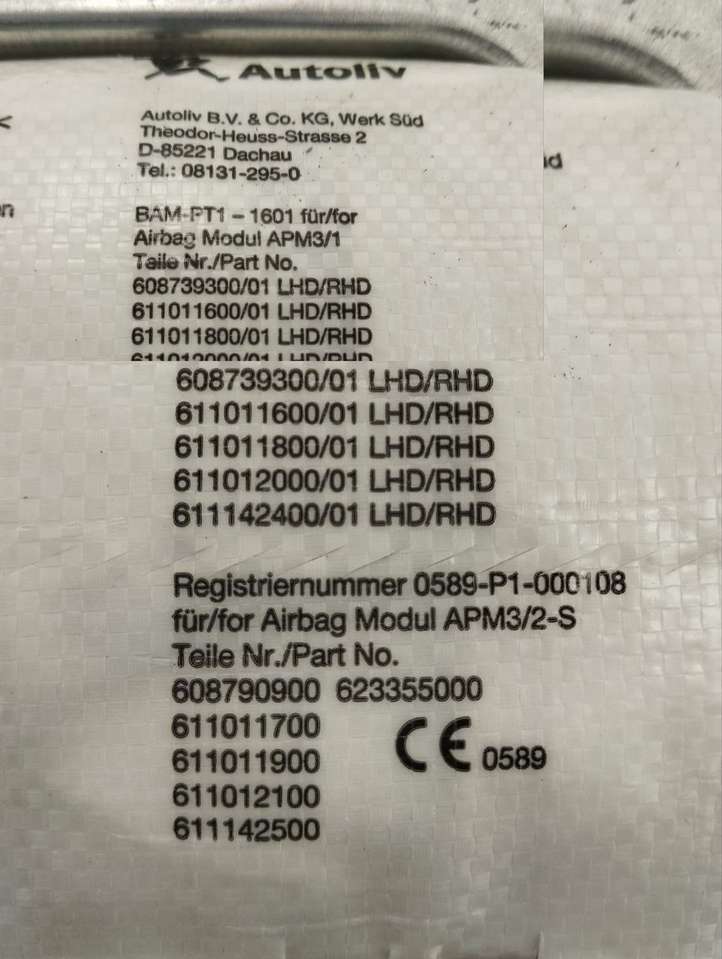 Autoliv
Autoliv B.V. & Co. KG, Werk Süd
Theodor-Heuss-Strasse 2
D-85221 Dachau
Tel.: 08131-295-0
BAM-PT1 – 1601 für/for
Airbag Modul APM3/1
Teile Nr./Part No.
608739300/01 LHD/RHD
611011600/01 LHD/RHD
611011800/01 LHD/RHD
611012000/01 LHD/RHD
608739300/01 LHD/RHD
611011600/01 LHD/RHD
611011800/01 LHD/RHD
611012000/01 LHD/RHD
611142400/01 LHD/RHD
Registriernummer 0589-P1-000108
für/for Airbag Modul APM3/2-S
Teile Nr./Part No.
608790900 623355000
611011700
611011900
CE 0589
611012100
611142500